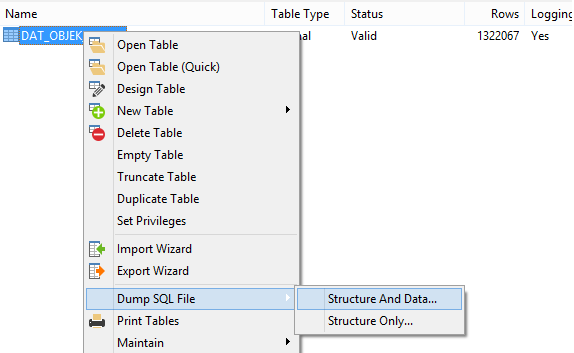 Name Table Type Status Rows Logging
DAT_OBJEK nal Valid 1322067 Yes
Open Table
Open Table (Quick)
Design Table
New Table
Delete Table
Empty Table
Truncate Table
Duplicate Table
Set Privileges
Import Wizard
Export Wizard
Dump SQL File
Structure And Data...
Print Tables
Structure Only...
Maintain